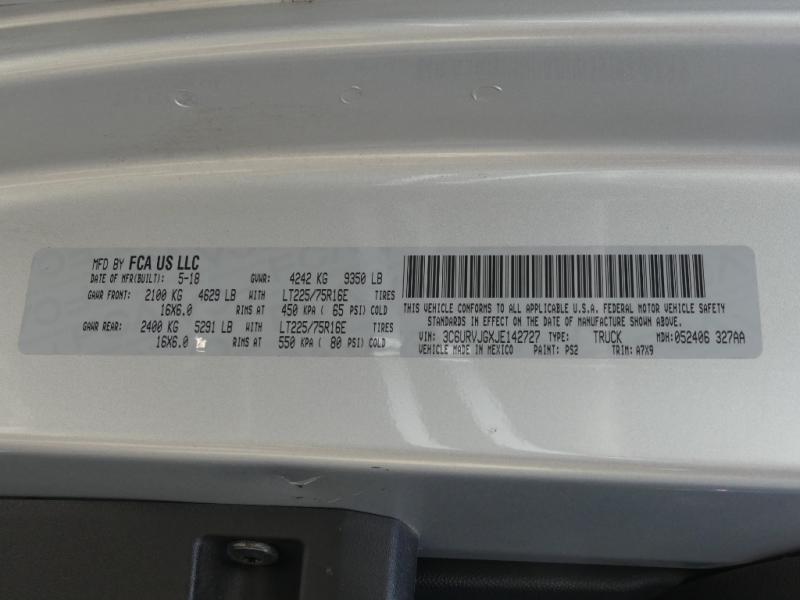 MFD BY FCA US LLC
DATE OF MFR(BUILT): 5-18 GVWR: 4242 KG 9350 LB
GAWR FRONT: 2100 KG 4629 LB WITH LT225/75R16E TIRES
16X6.0 RIMS AT 450 KPA ( 65 PSI) COLD
GAWR REAR: 2400 KG 5291 LB WITH LT225/75R16E TIRES
16X6.0 RIMS AT 550 KPA ( 80 PSI) COLD
THIS VEHICLE CONFORMS TO ALL APPLICABLE U.S.A. FEDERAL MOTOR VEHICLE SAFETY
STANDARDS IN EFFECT ON THE DATE OF MANUFACTURE SHOWN ABOVE.
VIN: 3C6URVJGXJE142727 TYPE: TRUCK MDH: 052406 327AA
VEHICLE MADE IN MEXICO PAINT: PS2 TRIM: A7X9